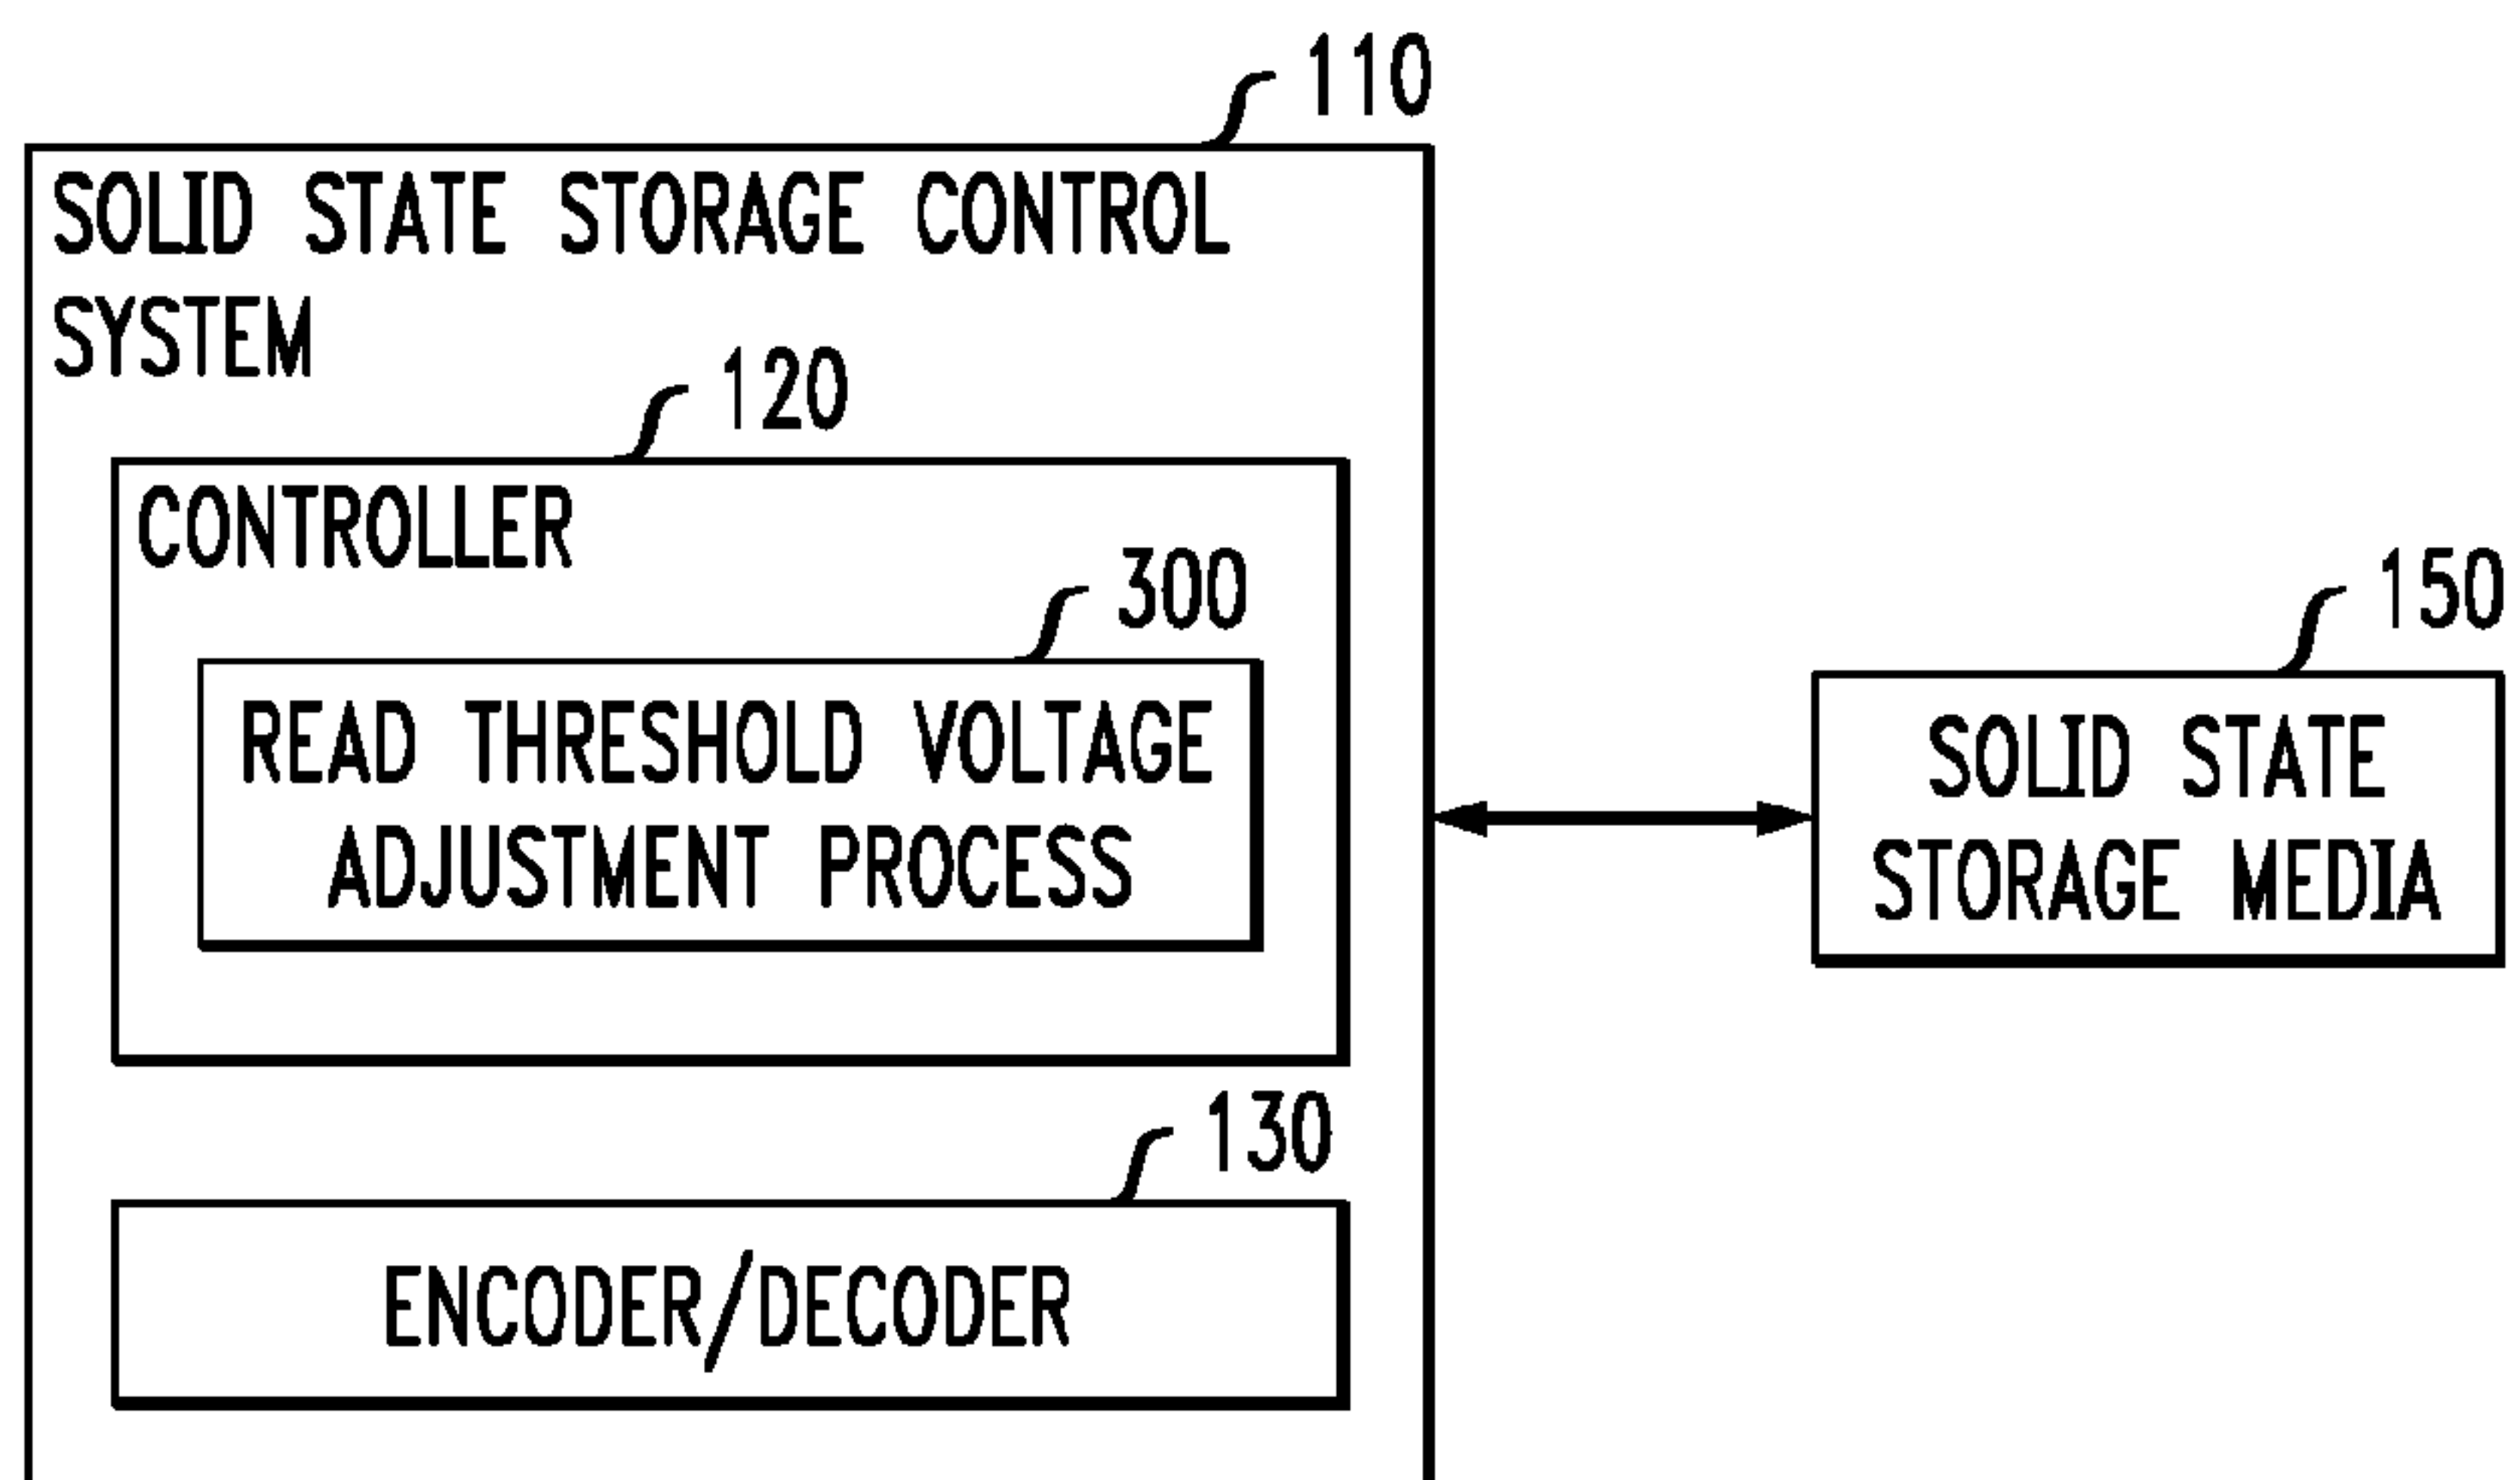 110
SOLID STATE STORAGE CONTROL
SYSTEM
120
CONTROLLER
300
READ THRESHOLD VOLTAGE
ADJUSTMENT PROCESS
150
SOLID STATE
STORAGE MEDIA
130
ENCODER/DECODER